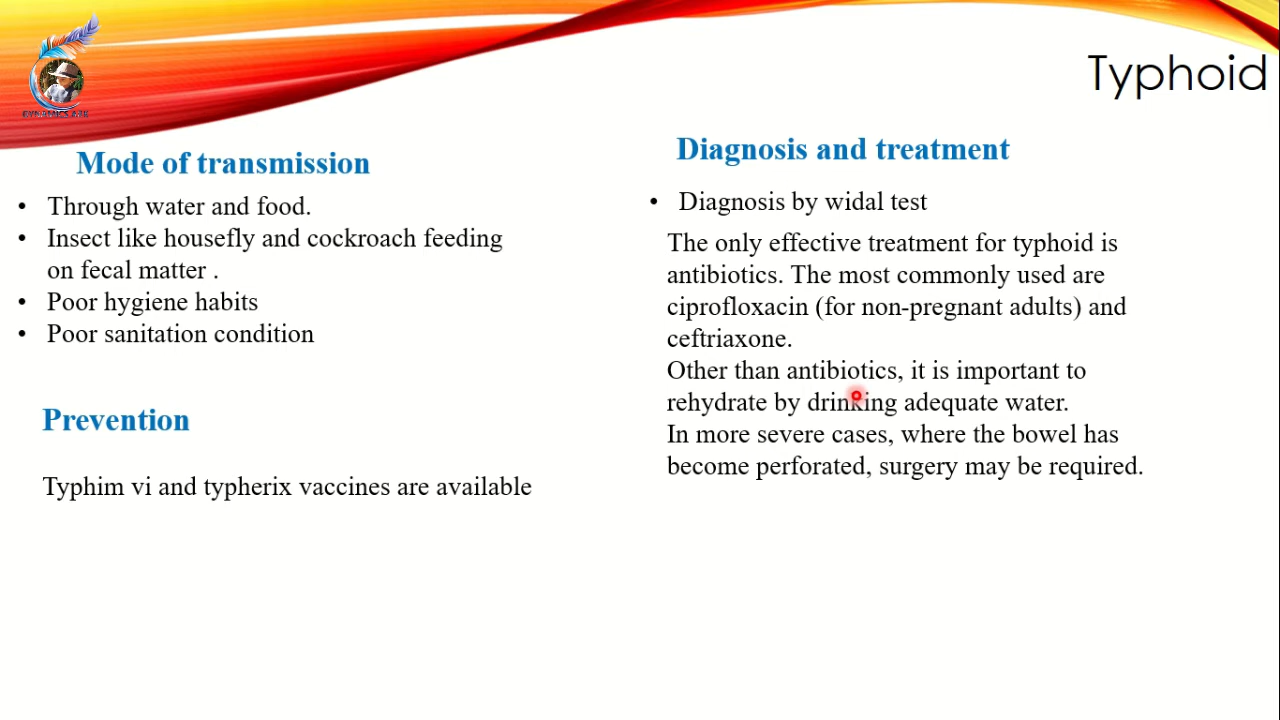 Typhoid
Mode of transmission
• Through water and food.
• Insect like housefly and cockroach feeding
on fecal matter .
• Poor hygiene habits
• Poor sanitation condition
Prevention
Typhim vi and typherix vaccines are available
Diagnosis and treatment
• Diagnosis by widal test
The only effective treatment for typhoid is
antibiotics. The most commonly used are
ciprofloxacin (for non-pregnant adults) and
ceftriaxone.
Other than antibiotics, it is important to
rehydrate by drinking adequate water.
In more severe cases, where the bowel has
become perforated, surgery may be required.